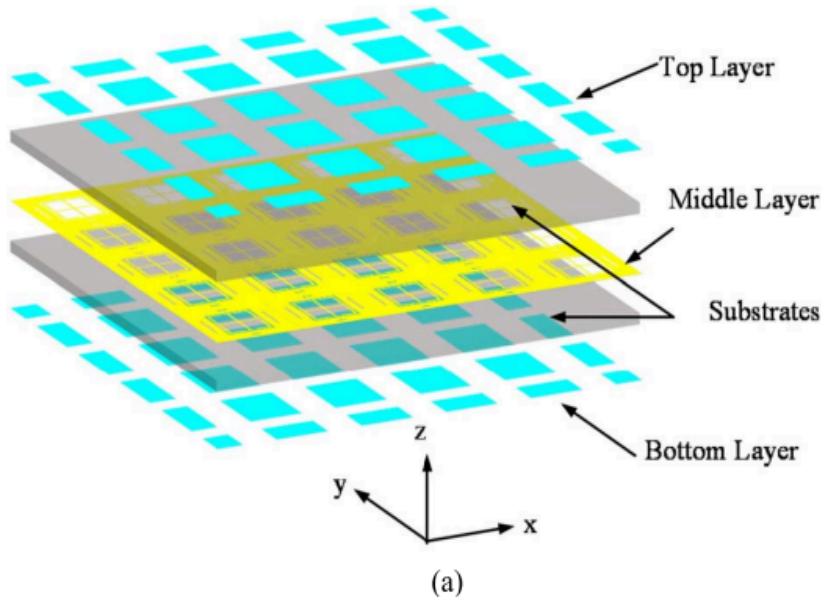 Top Layer
Middle Layer
Substrates
Bottom Layer
z
y
x
(a)